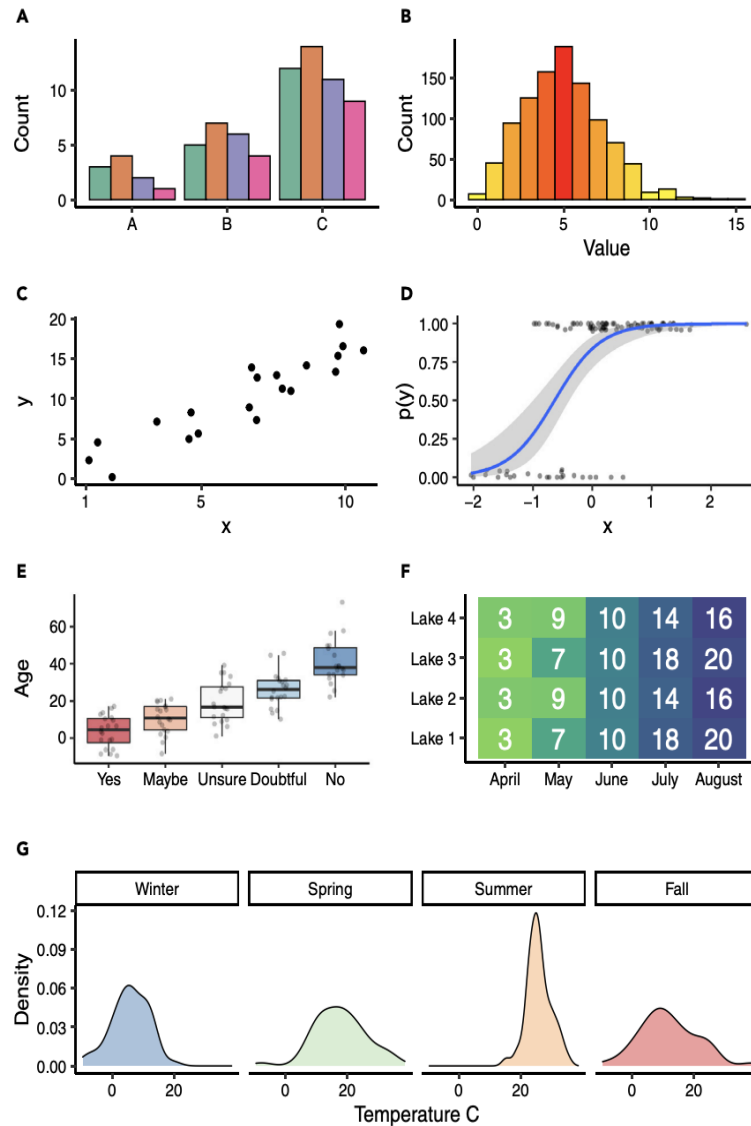 A
Count
10
5
0
A B C
B
Count
150
100
50
0
0 5 10 15
Value
C
y
20
15
10
5
0
1 5 10
x
D
p(y)
1.00
0.75
0.50
0.25
0.00
−2 −1 0 1 2
x
E
Age
60
40
20
0
Yes Maybe Unsure Doubtful No
F
Lake 4 3 9 10 14 16
Lake 3 3 7 10 18 20
Lake 2 3 9 10 14 16
Lake 1 3 7 10 18 20
April May June July August
G
Winter Spring Summer Fall
Density
0.12
0.09
0.06
0.03
0.00
0 20 0 20 0 20 0 20
Temperature C